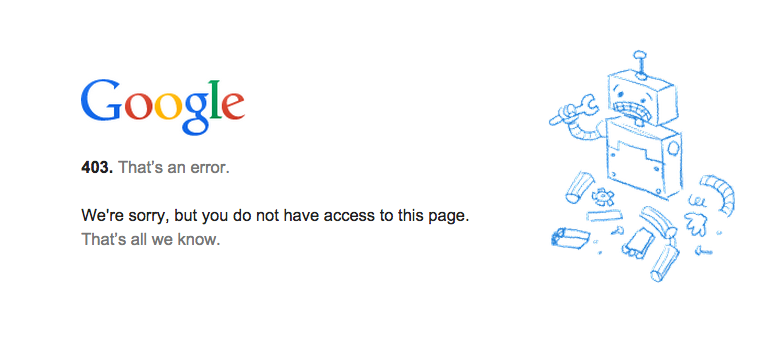 Google
403. That's an error.
We're sorry, but you do not have access to this page.
That's all we know.